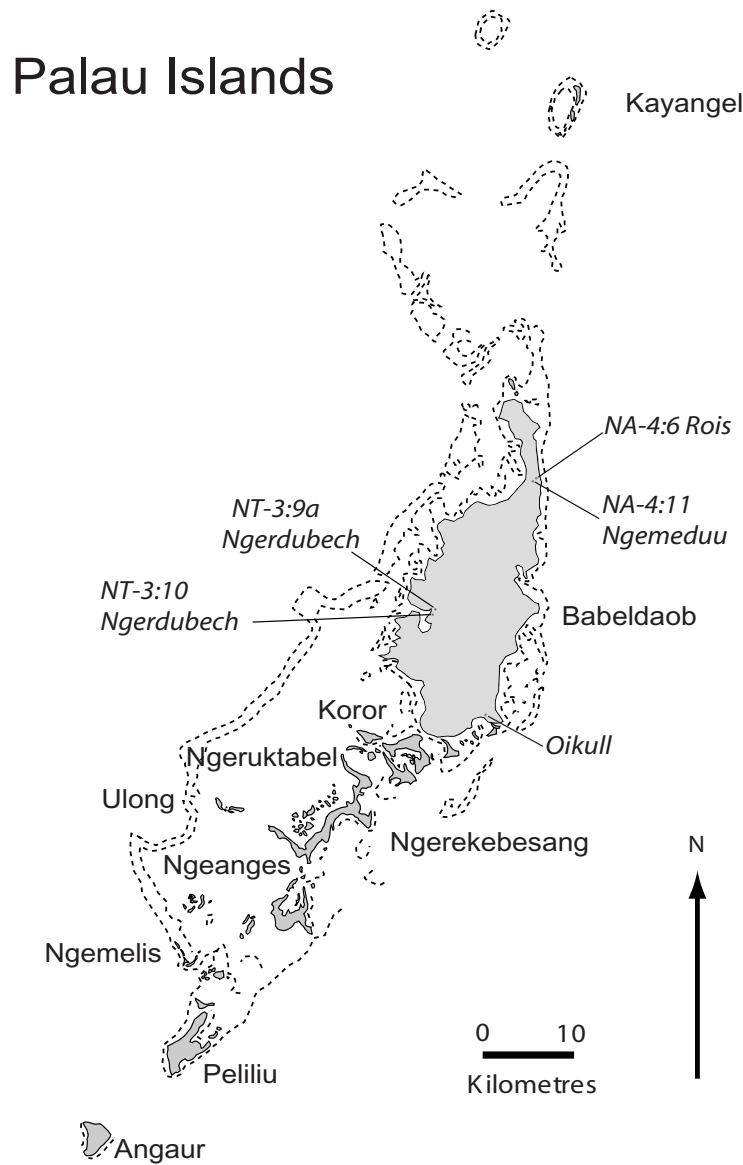 Palau Islands
Kayangel
NA-4:6 Rois
NA-4:11
Ngemeduu
NT-3:9a
Ngerdubech
NT-3:10
Ngerdubech
Babeldaob
Koror
Oikull
Ngeruktabel
Ulong
Ngerekebesang
Ngeanges
N
Ngemelis
0 10
Kilometres
Peliliu
Angaur